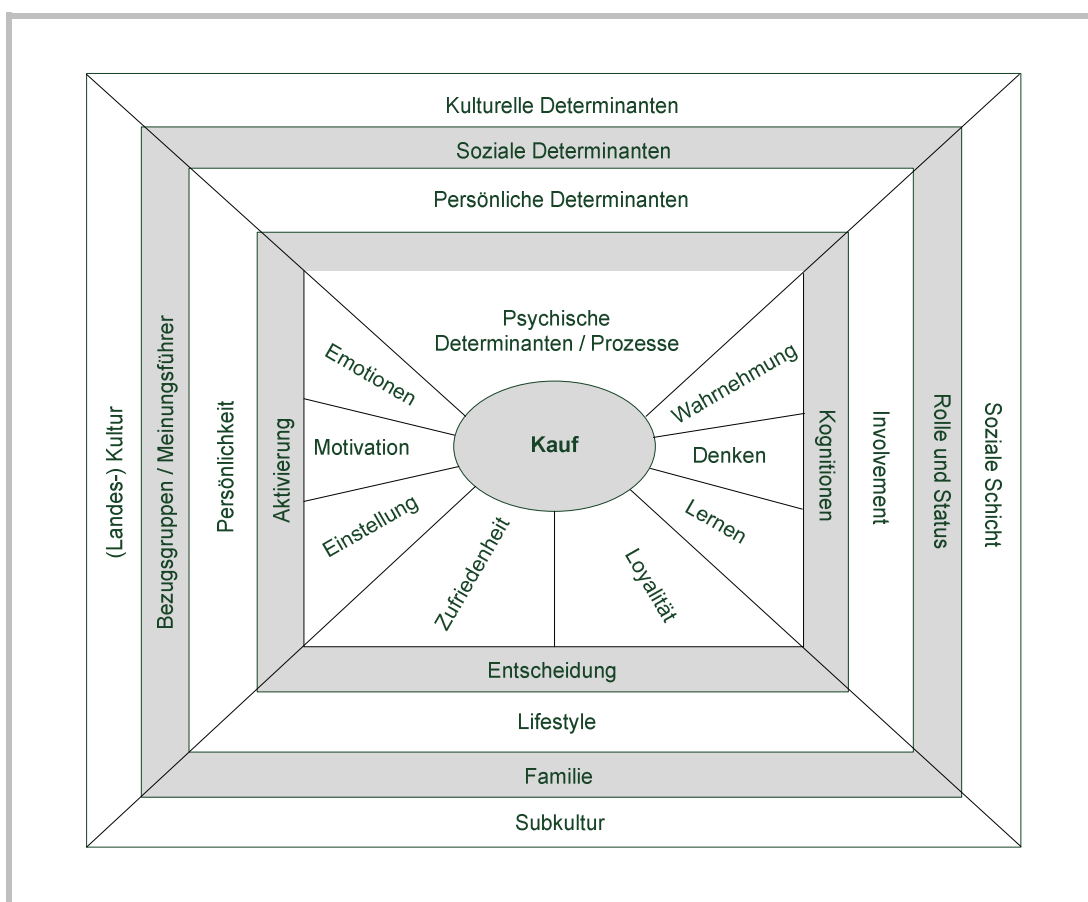 Kulturelle Determinanten
Soziale Determinanten
Persönliche Determinanten
Psychische
Determinanten / Prozesse
(Landes-) Kultur
Bezugsgruppen / Meinungsführer
Persönlichkeit
Aktivierung
Emotionen
Motivation
Einstellung
Kauf
Wahrnehmung
Denken
Lernen
Kognitionen
Involvement
Rolle und Status
Soziale Schicht
Zufriedenheit
Loyalität
Entscheidung
Lifestyle
Familie
Subkultur